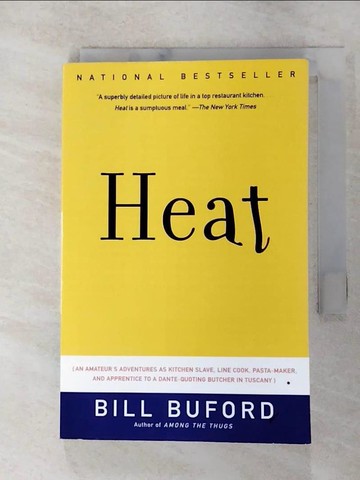 NATIONAL BESTSELLER
"A superbly detailed picture of life in a top restaurant kitchen.
Heat is a sumptuous meal." —The New York Times
Heat
(AN AMATEUR'S ADVENTURES AS KITCHEN SLAVE, LINE COOK, PASTA-MAKER,
AND APPRENTICE TO A DANTE-QUOTING BUTCHER IN TUSCANY)
BILL BUFORD
Author of AMONG THE THUGS